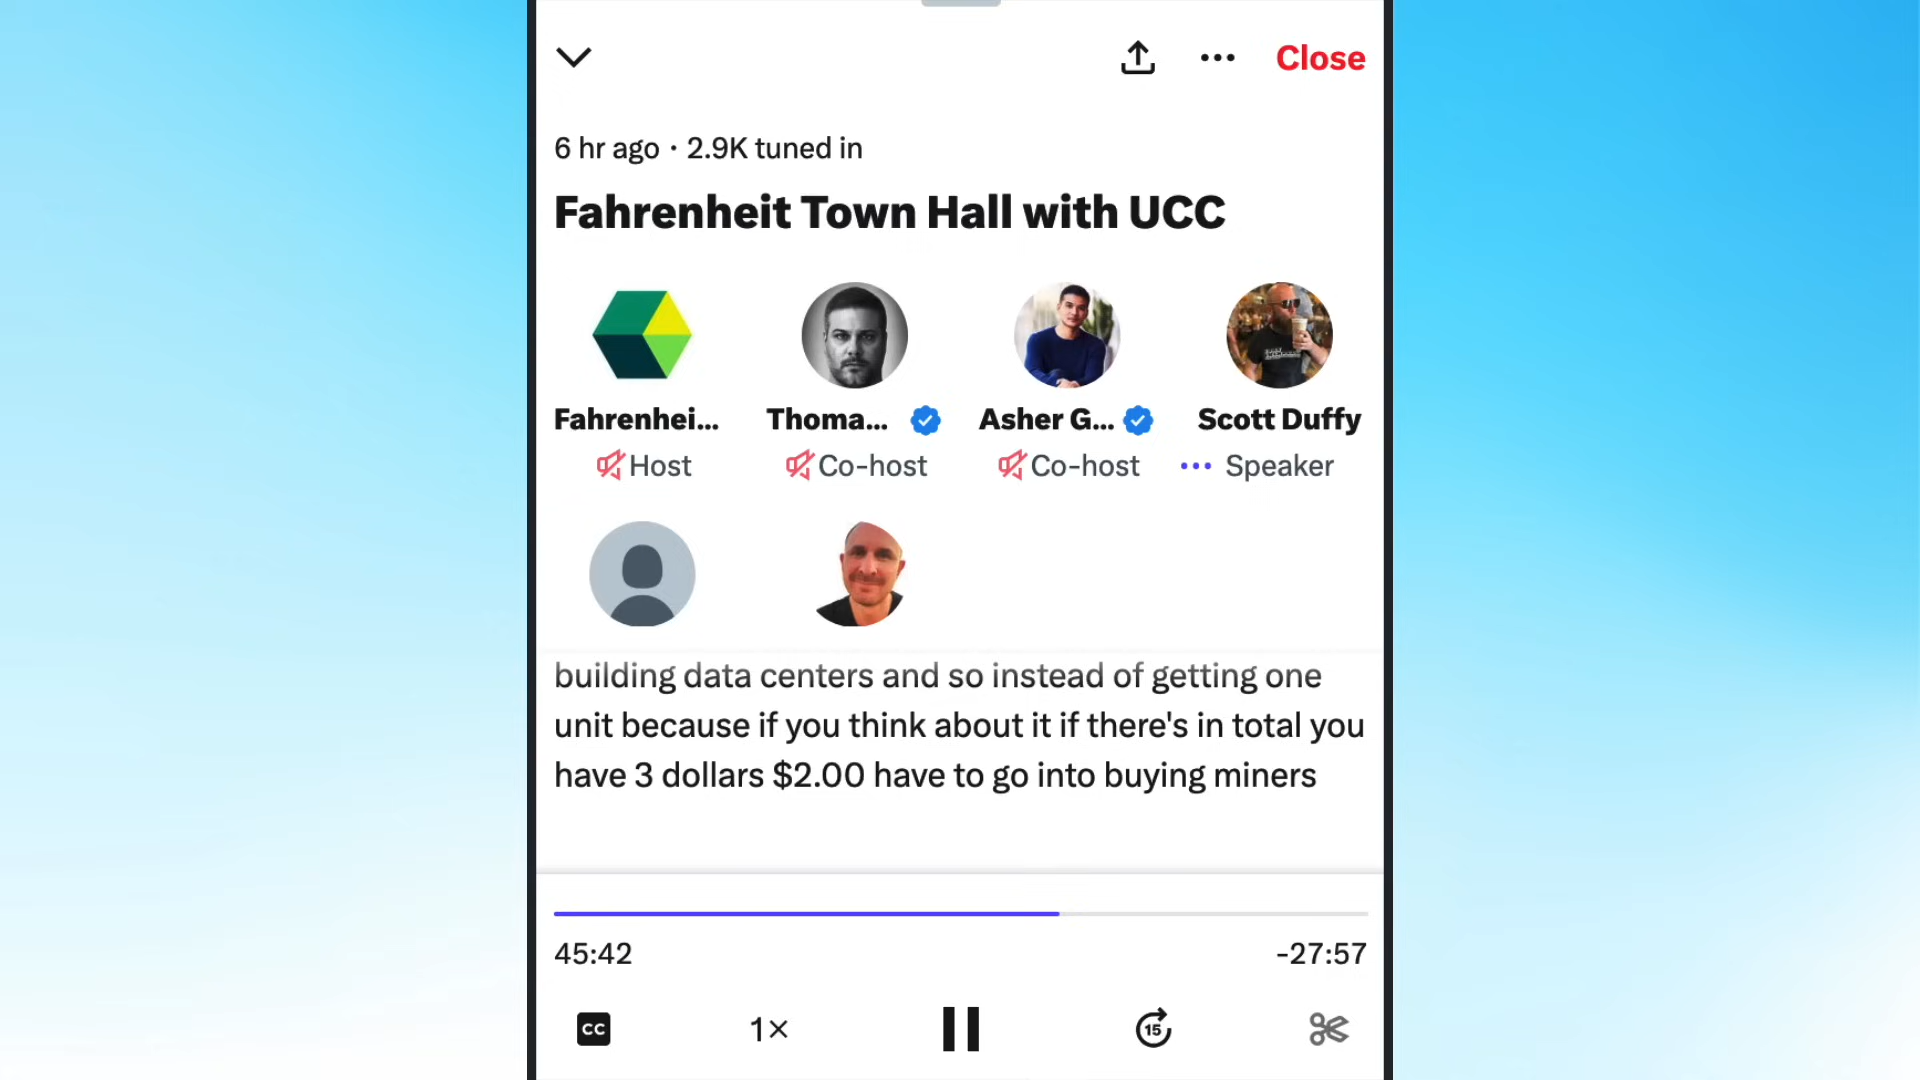 Close
6 hr ago · 2.9K tuned in
Fahrenheit Town Hall with UCC
Fahrenhei... Thoma... Asher G... Scott Duffy
Host Co-host Co-host Speaker
building data centers and so instead of getting one
unit because if you think about it if there's in total you
have 3 dollars $2.00 have to go into buying miners
45:42 -27:57
CC 1× 15